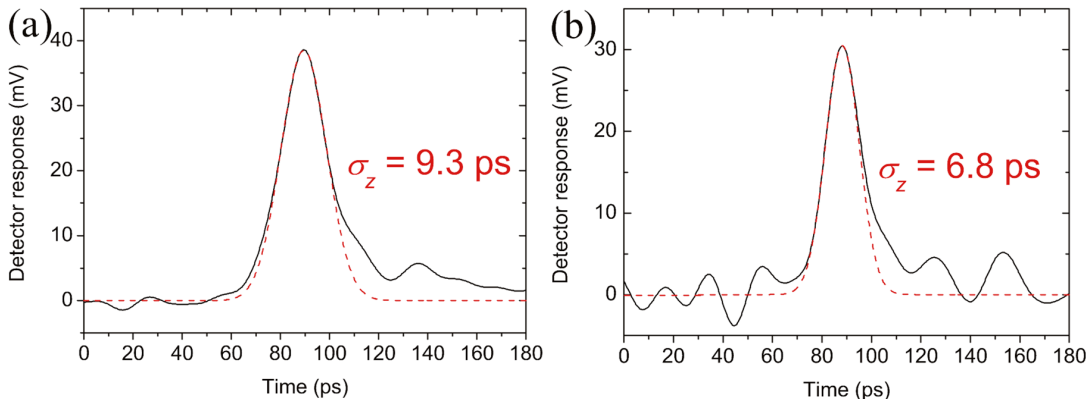 (a)
40
30
20
10
0
Detector response (mV)
σz = 9.3 ps
0 20 40 60 80 100 120 140 160 180
Time (ps)
(b)
30
20
10
0
Detector response (mV)
σz = 6.8 ps
0 20 40 60 80 100 120 140 160 180
Time (ps)